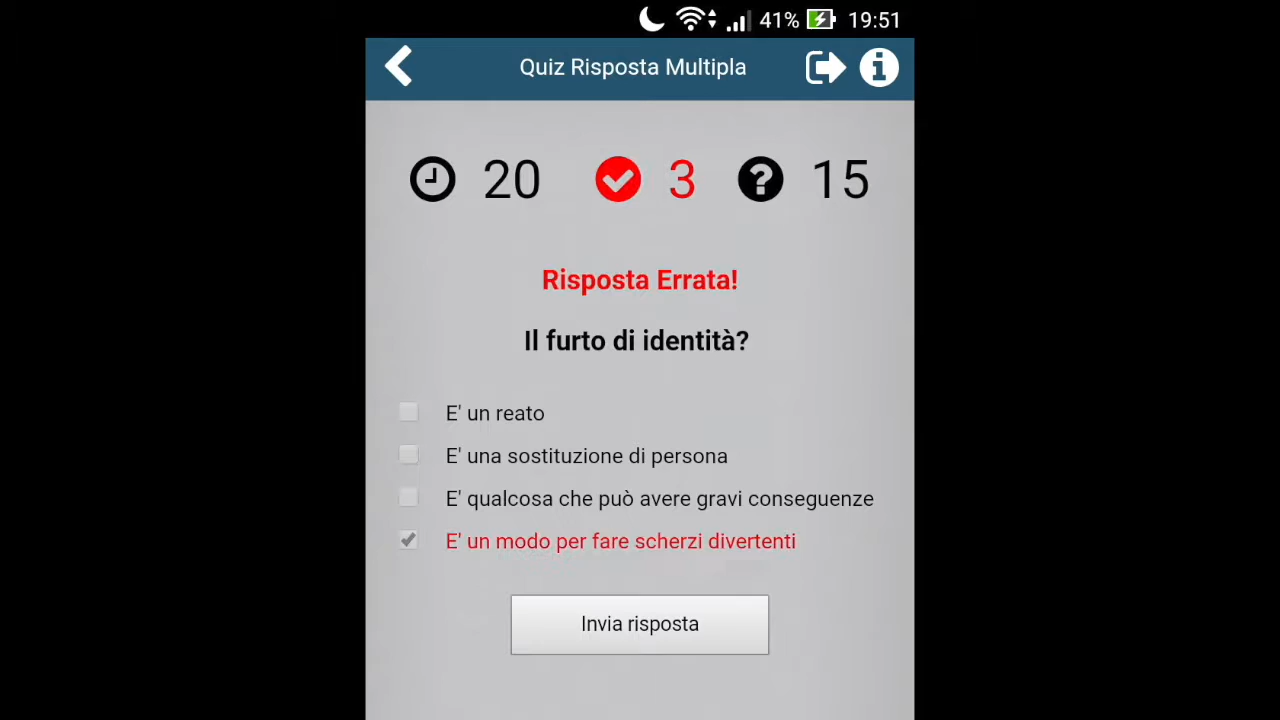 41% 19:51
Quiz Risposta Multipla
20 3 15
Risposta Errata!
Il furto di identità?
E' un reato
E' una sostituzione di persona
E' qualcosa che può avere gravi conseguenze
E' un modo per fare scherzi divertenti
Invia risposta